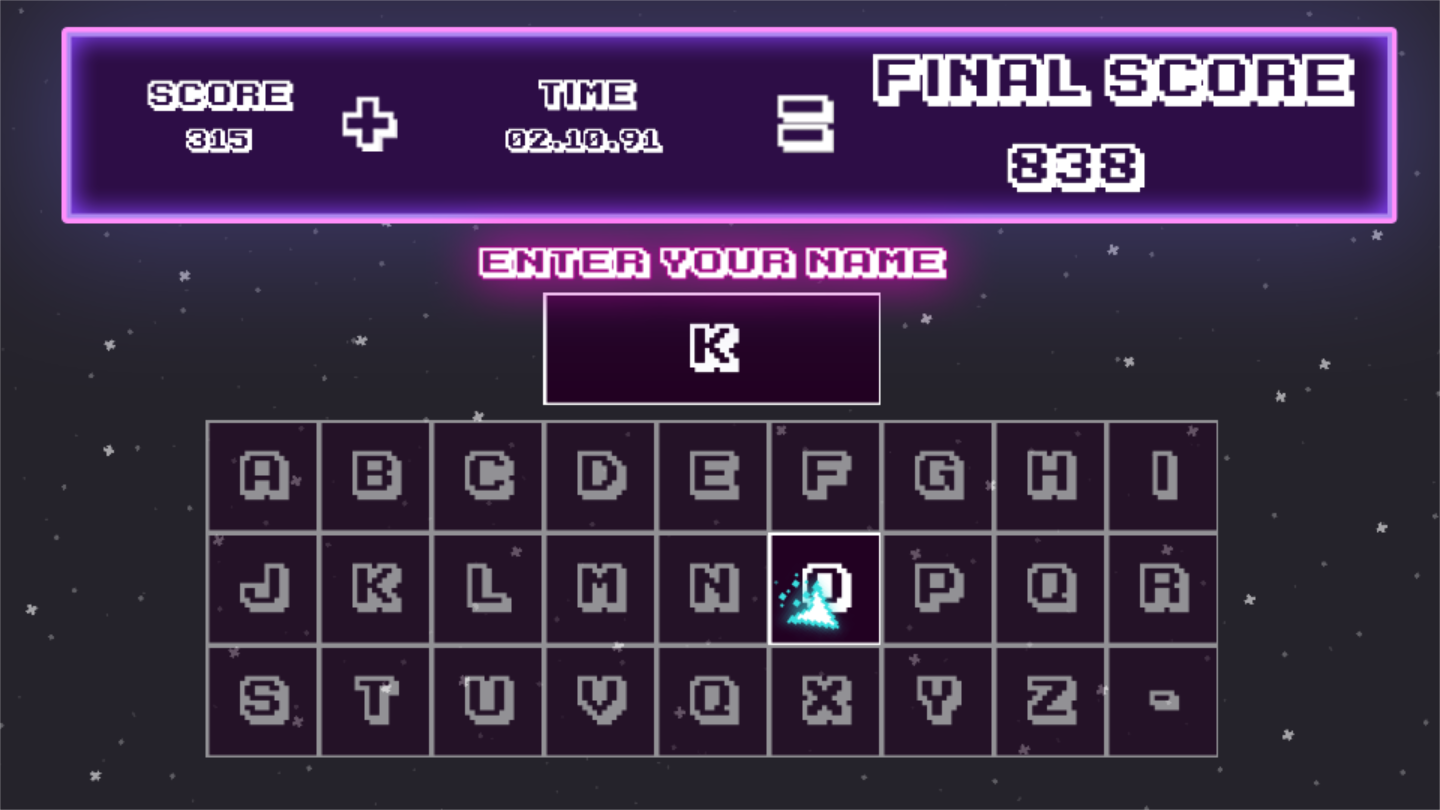 SCORE + TIME = FINAL SCORE
315 02.10.91 838
ENTER YOUR NAME
K
A B C D E F G H I
J K L M N O P Q R
S T U V Q X Y Z -